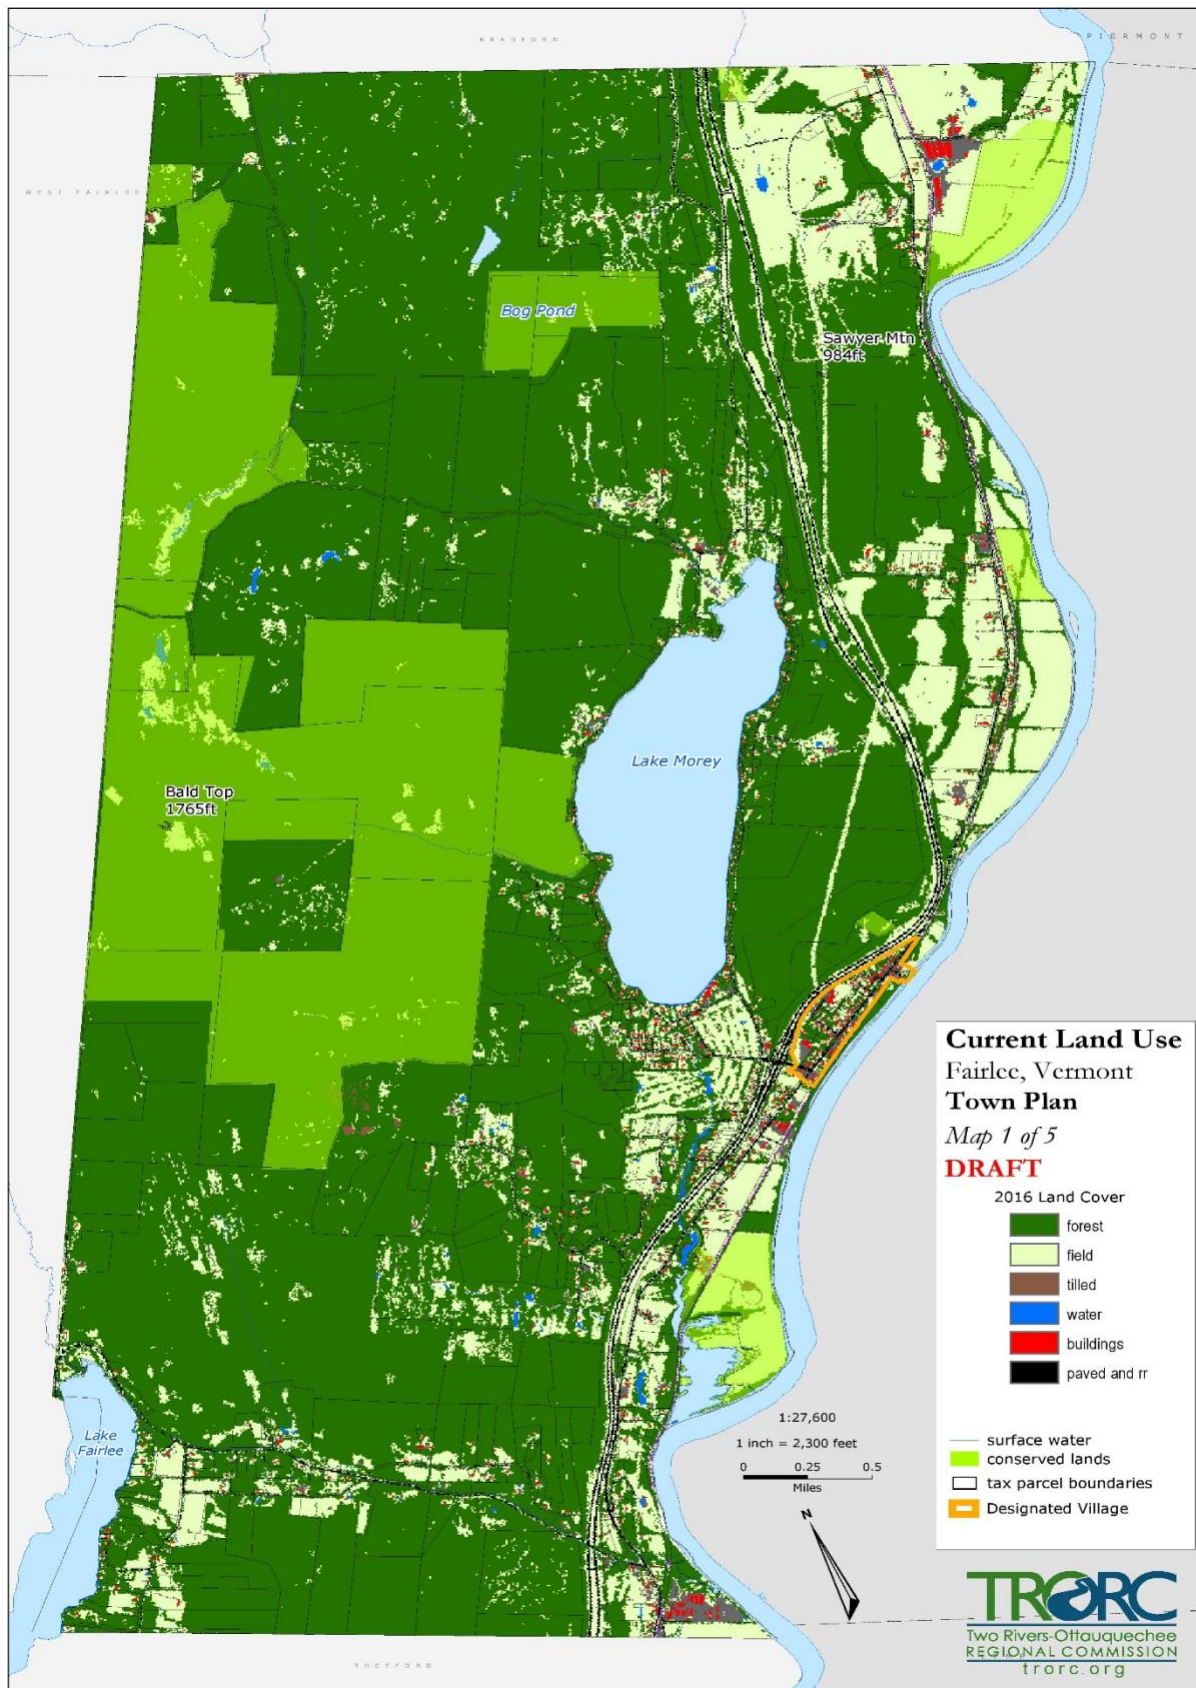 BRADFORD
PIERMONT
WEST FAIRLEE
Bog Pond
Sawyer Mtn
984ft
Lake Morey
Bald Top
1765ft
Current Land Use
Fairlee, Vermont
Town Plan
Map 1 of 5
DRAFT
2016 Land Cover
forest
field
tilled
water
buildings
paved and rr
surface water
conserved lands
tax parcel boundaries
Designated Village
1:27,600
1 inch = 2,300 feet
0 0.25 0.5
Miles
N
Lake
Fairlee
TRORC
Two Rivers-Ottauquechee
REGIONAL COMMISSION
trorc.org
THETFORD